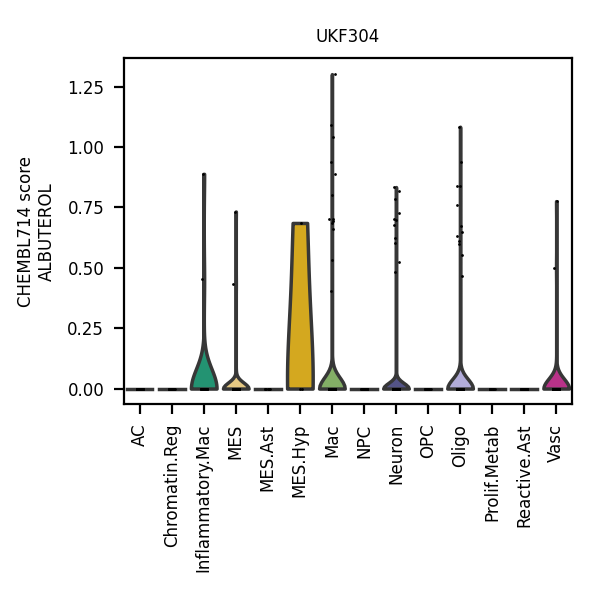 UKF304
CHEMBL714 score
ALBUTEROL
1.25
1.00
0.75
0.50
0.25
0.00
AC
Chromatin.Reg
Inflammatory.Mac
MES
MES.Ast
MES.Hyp
Mac
NPC
Neuron
OPC
Oligo
Prolif.Metab
Reactive.Ast
Vasc